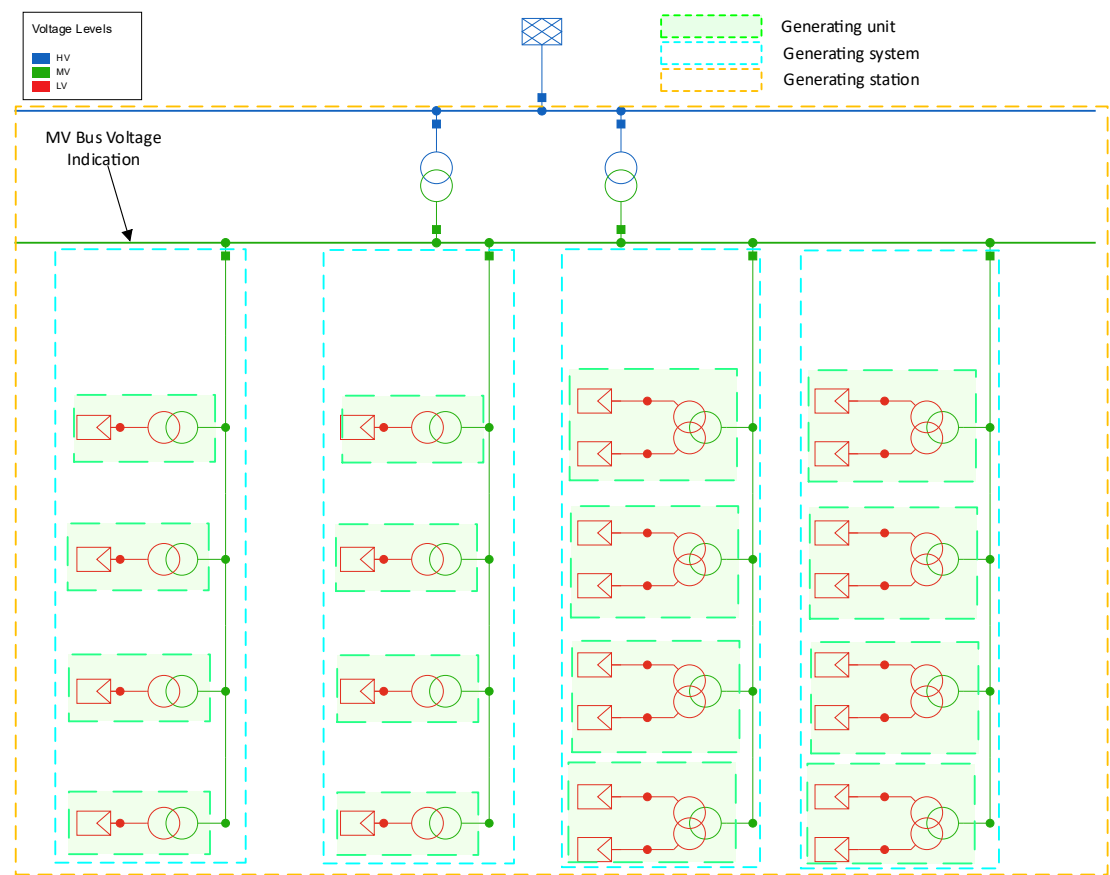 Voltage Levels
HV
MV
LV
Generating unit
Generating system
Generating station
MV Bus Voltage
Indication